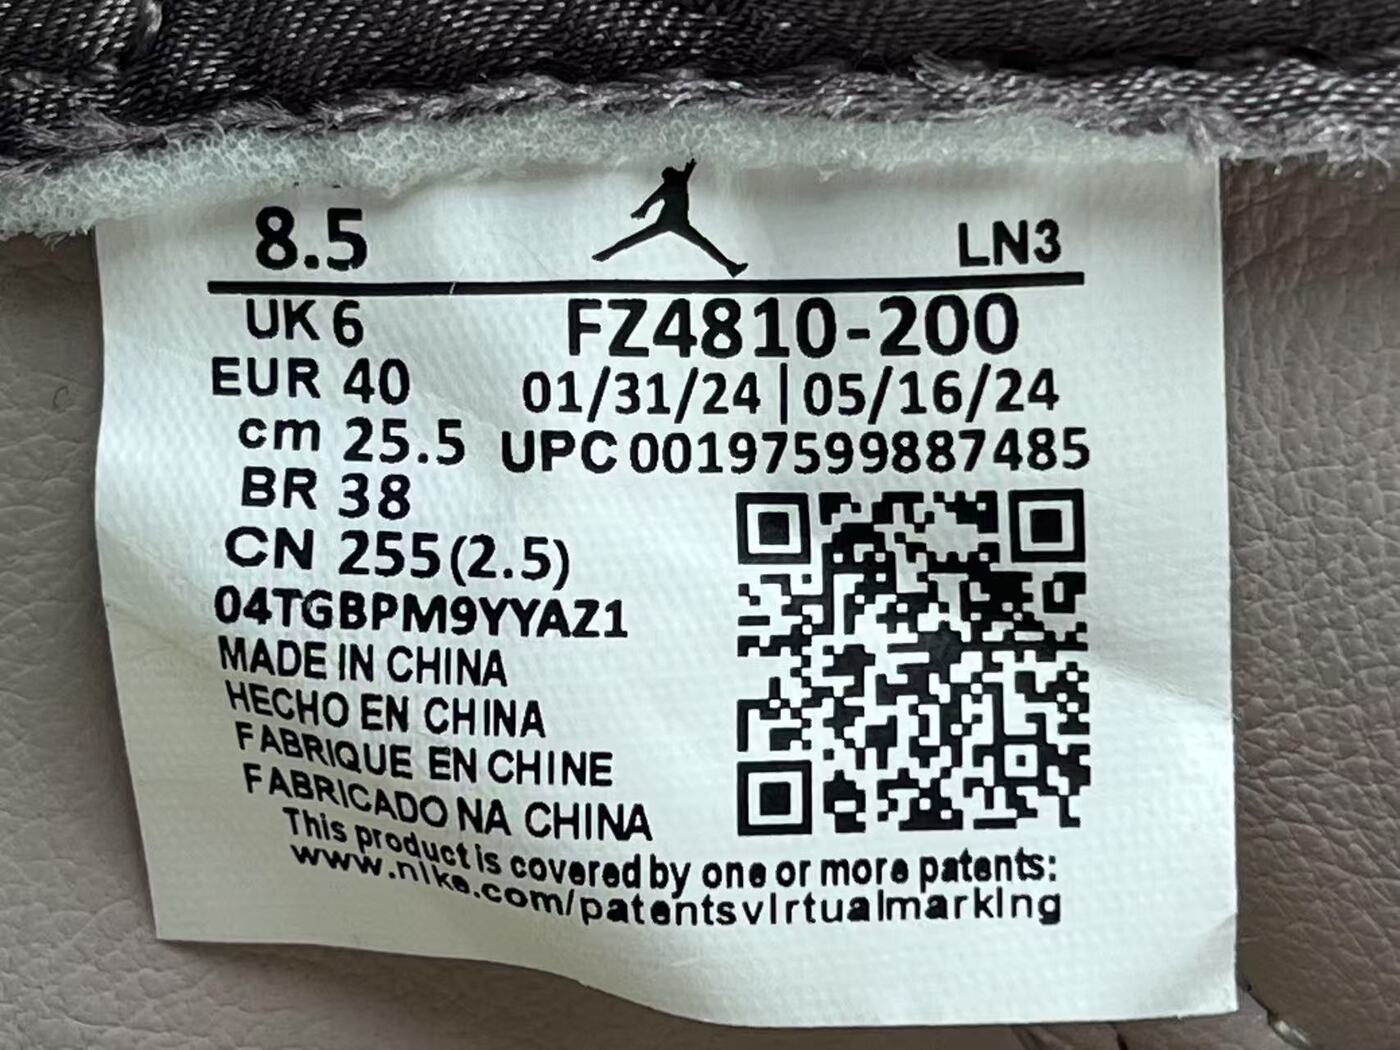 8.5 LN3
UK 6 FZ4810-200
EUR 40 01/31/24 | 05/16/24
cm 25.5 UPC 00197599887485
BR 38
CN 255(2.5)
04TGBPM9YYAZ1
MADE IN CHINA
HECHO EN CHINA
FABRIQUE EN CHINE
FABRICADO NA CHINA
This product is covered by one or more patents:
www.nike.com/patentsvirtualmarking